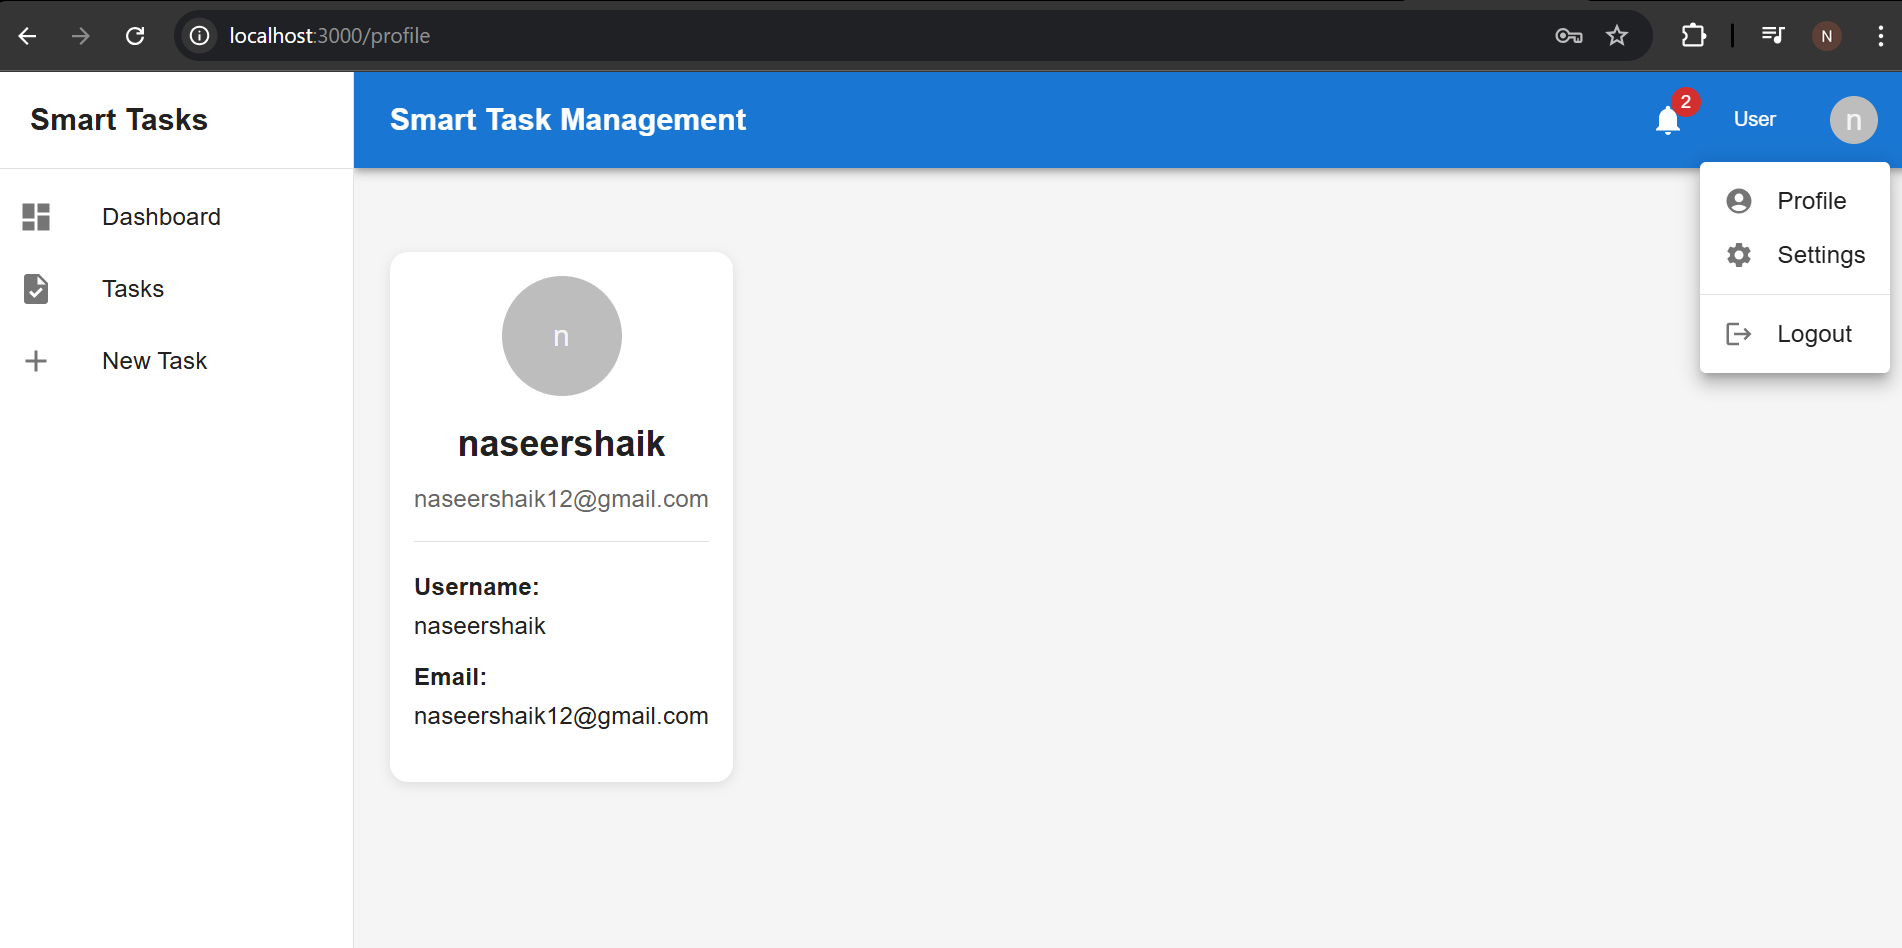 localhost:3000/profile
N
Smart Tasks
Smart Task Management
2
User
n
Dashboard
Tasks
New Task
Profile
Settings
Logout
n
naseershaik
naseershaik12@gmail.com
Username:
naseershaik
Email:
naseershaik12@gmail.com